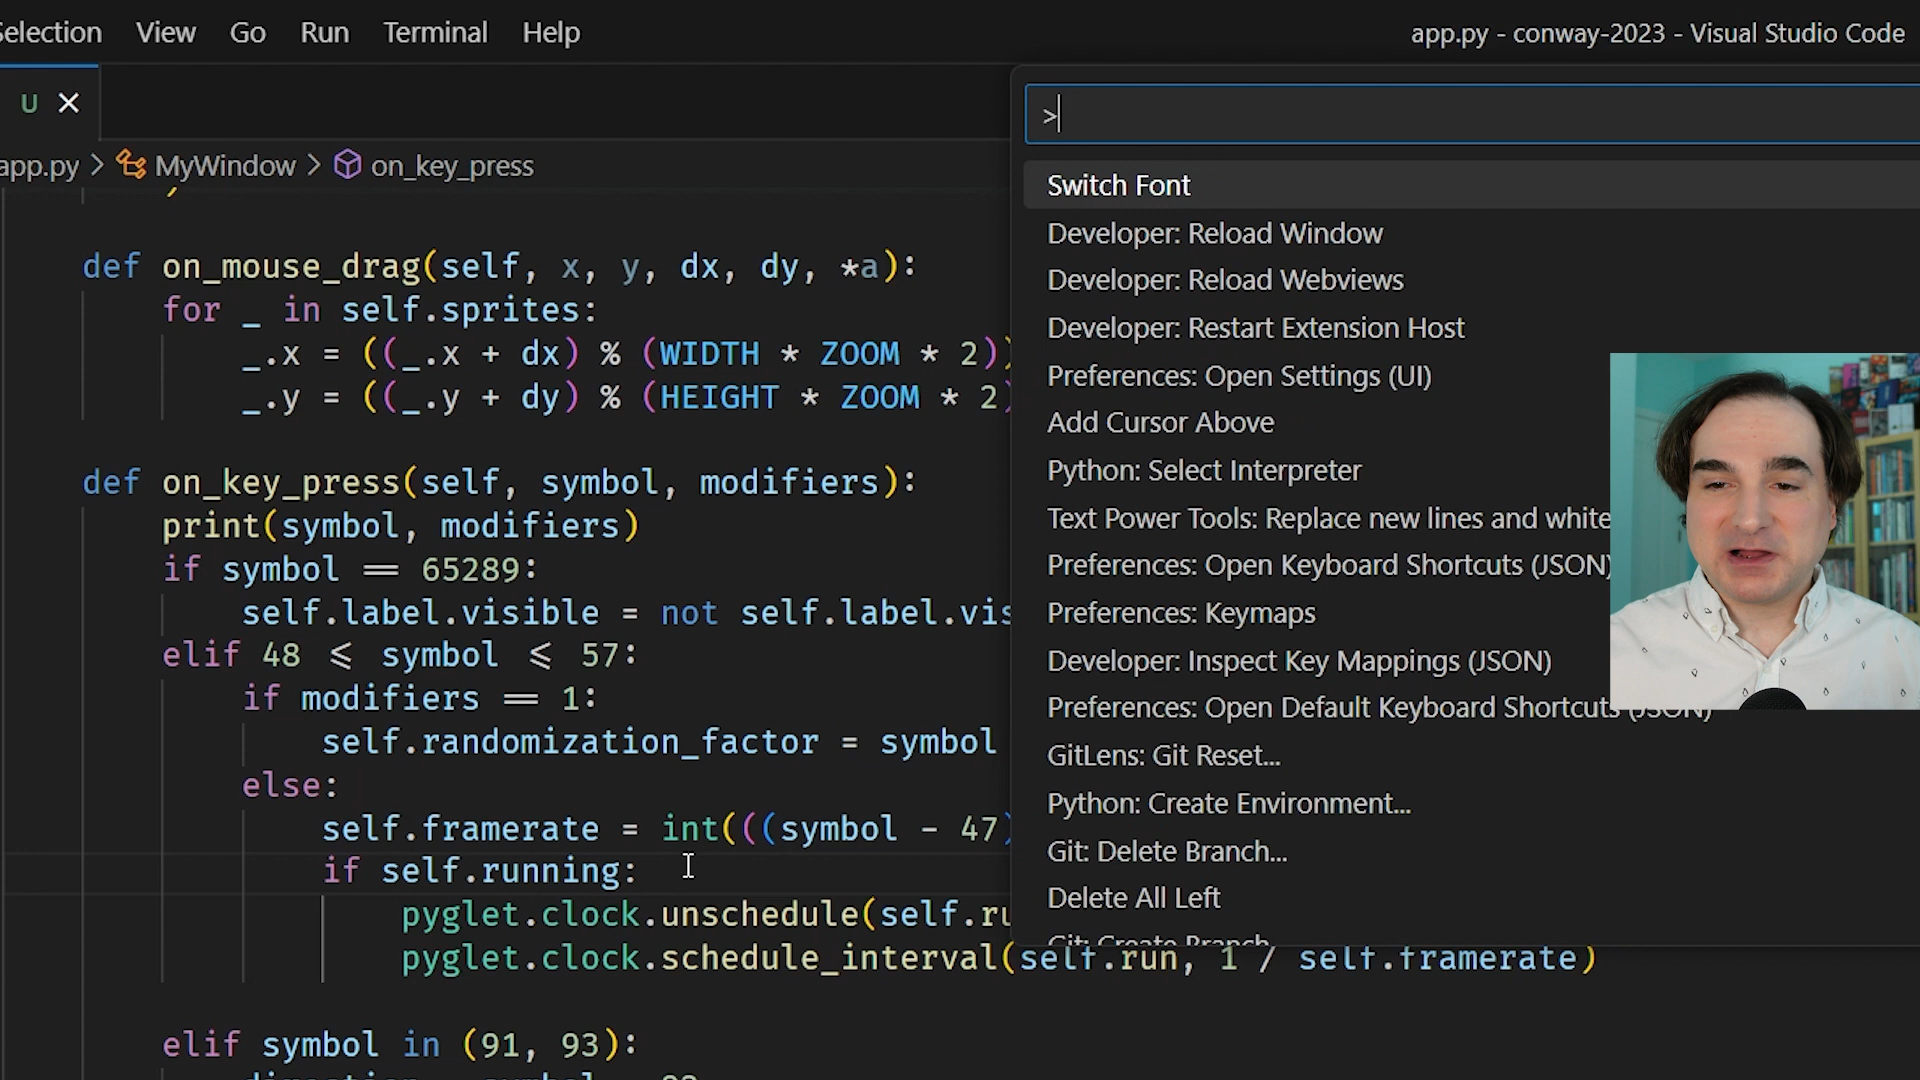 Selection View Go Run Terminal Help
app.py - conway-2023 - Visual Studio Code
U
>
app.py > MyWindow > on_key_press
)
def on_mouse_drag(self, x, y, dx, dy, *a):
for _ in self.sprites:
_.x = ((_.x + dx) % (WIDTH * ZOOM * 2))
_.y = ((_.y + dy) % (HEIGHT * ZOOM * 2)
def on_key_press(self, symbol, modifiers):
print(symbol, modifiers)
if symbol == 65289:
self.label.visible = not self.label.vis
elif 48 <= symbol <= 57:
if modifiers == 1:
self.randomization_factor = symbol
else:
self.framerate = int(((symbol - 47)
if self.running:
pyglet.clock.unschedule(self.ru
pyglet.clock.schedule_interval(self.run, 1 / self.framerate)
elif symbol in (91, 93):
Switch Font
Developer: Reload Window
Developer: Reload Webviews
Developer: Restart Extension Host
Preferences: Open Settings (UI)
Add Cursor Above
Python: Select Interpreter
Text Power Tools: Replace new lines and white
Preferences: Open Keyboard Shortcuts (JSON)
Preferences: Keymaps
Developer: Inspect Key Mappings (JSON)
Preferences: Open Default Keyboard Shortcuts (JSON)
GitLens: Git Reset...
Python: Create Environment...
Git: Delete Branch...
Delete All Left
Git: Create Branch